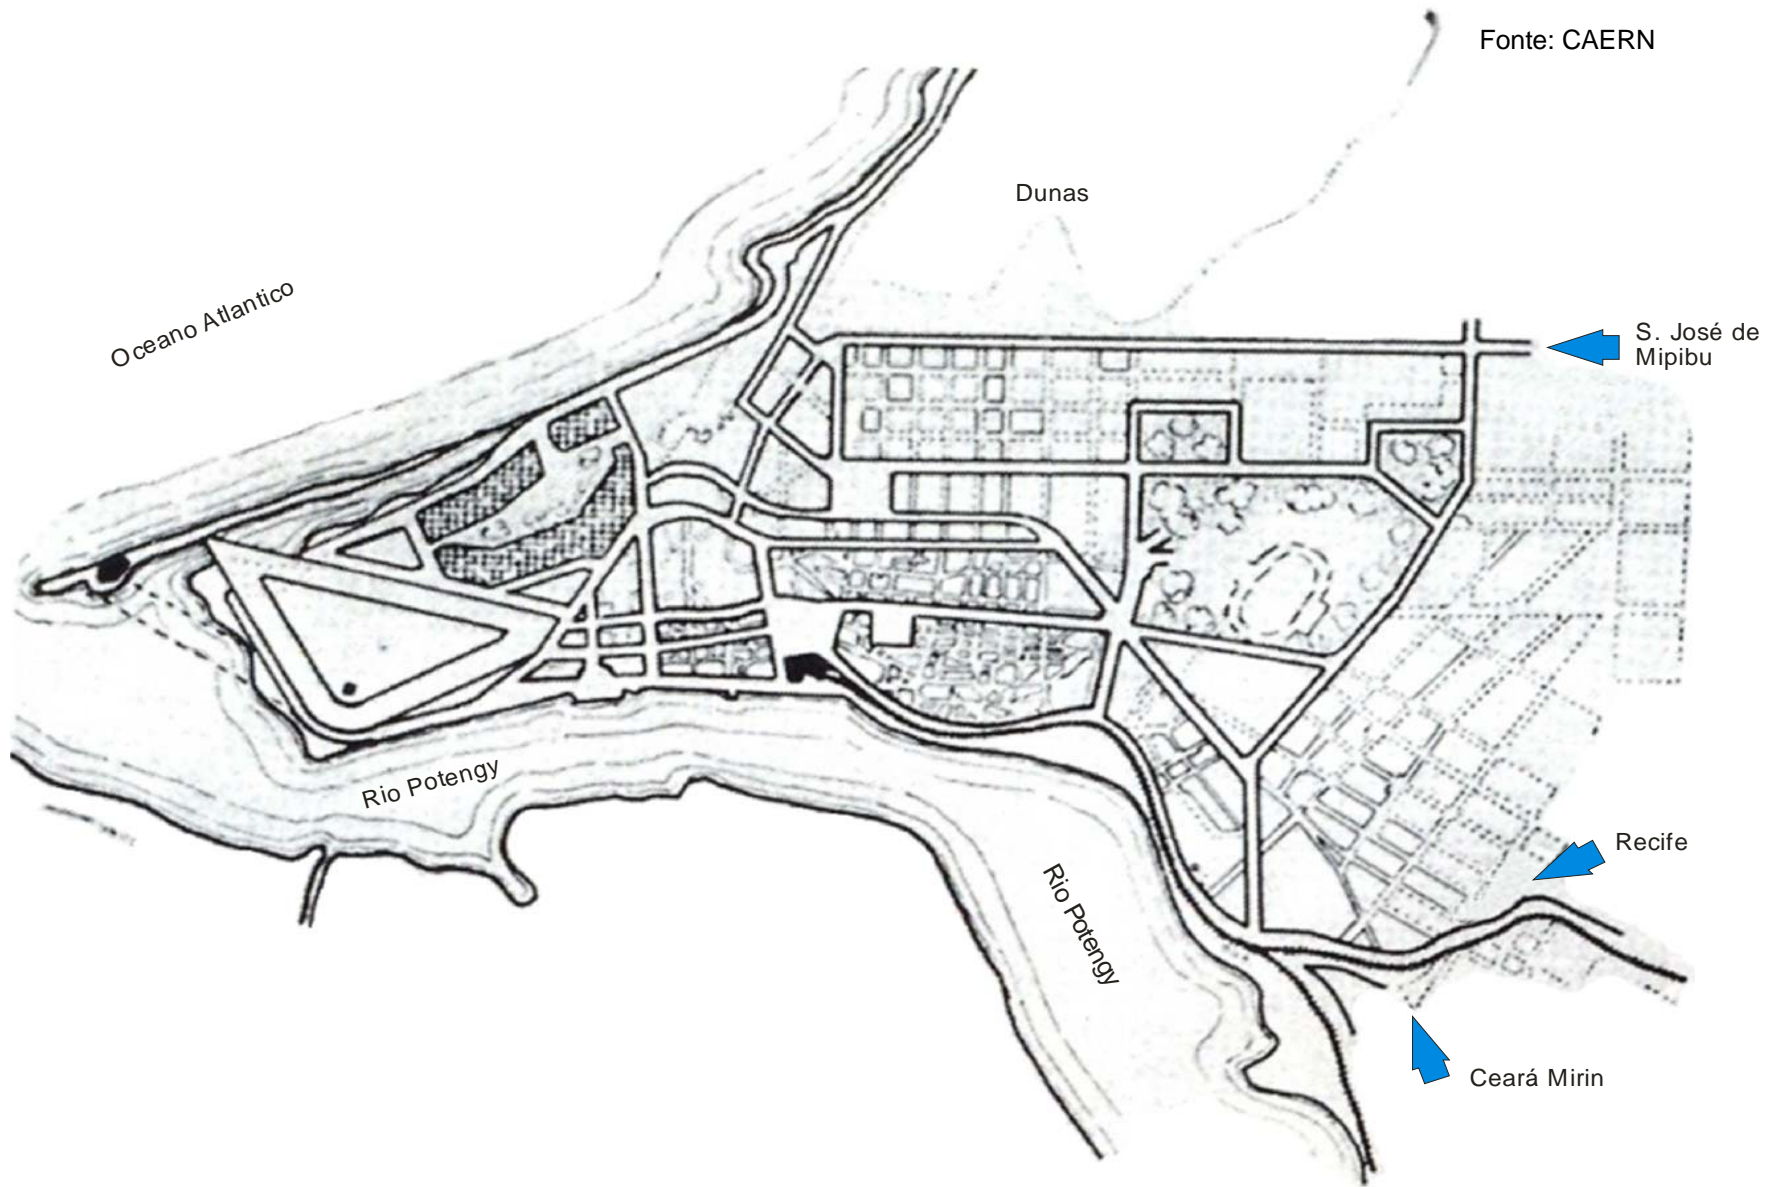 Fonte: CAERN
Dunas
Oceano Atlantico
S. José de
Mipibu
Rio Potengy
Recife
Rio Potengy
Ceará Mirin